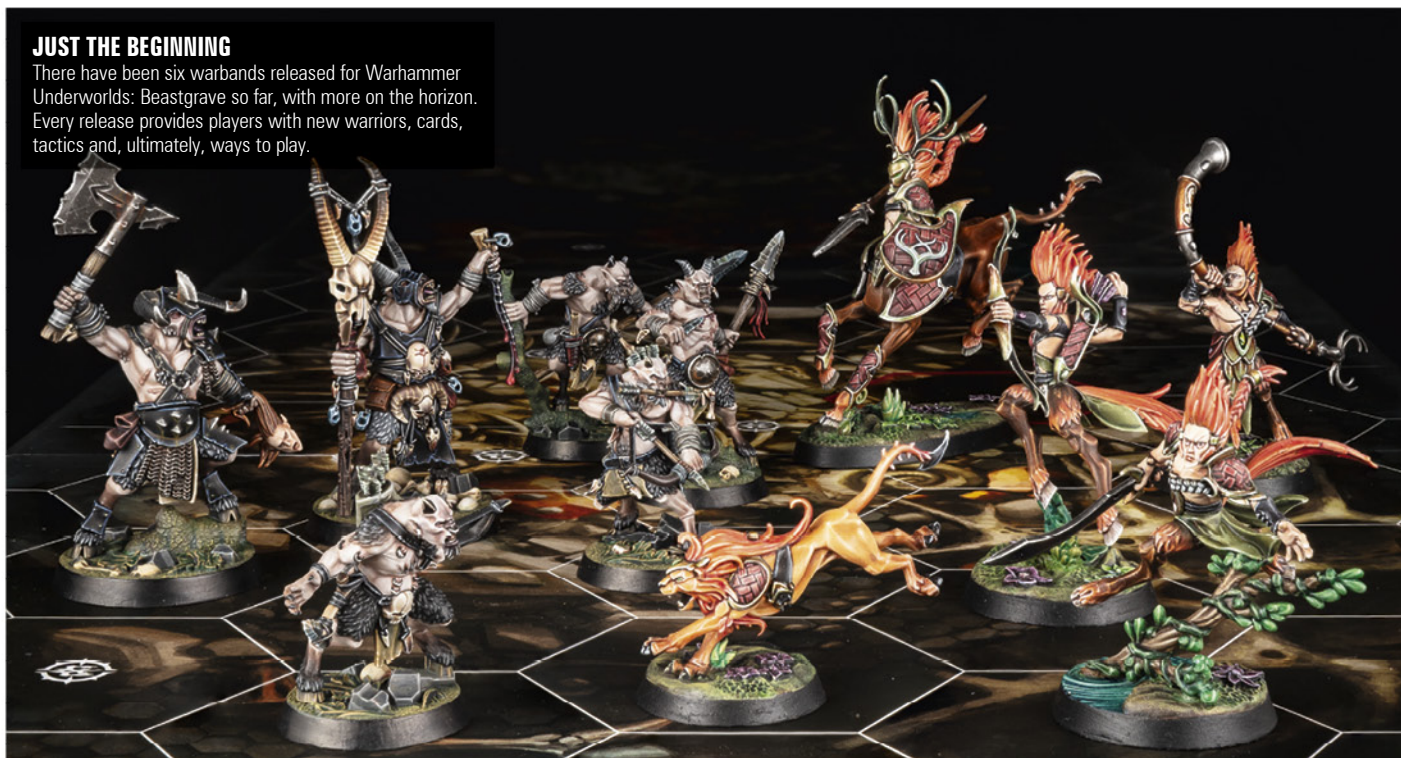 JUST THE BEGINNING
There have been six warbands released for Warhammer
Underworlds: Beastgrave so far, with more on the horizon.
Every release provides players with new warriors, cards,
tactics and, ultimately, ways to play.